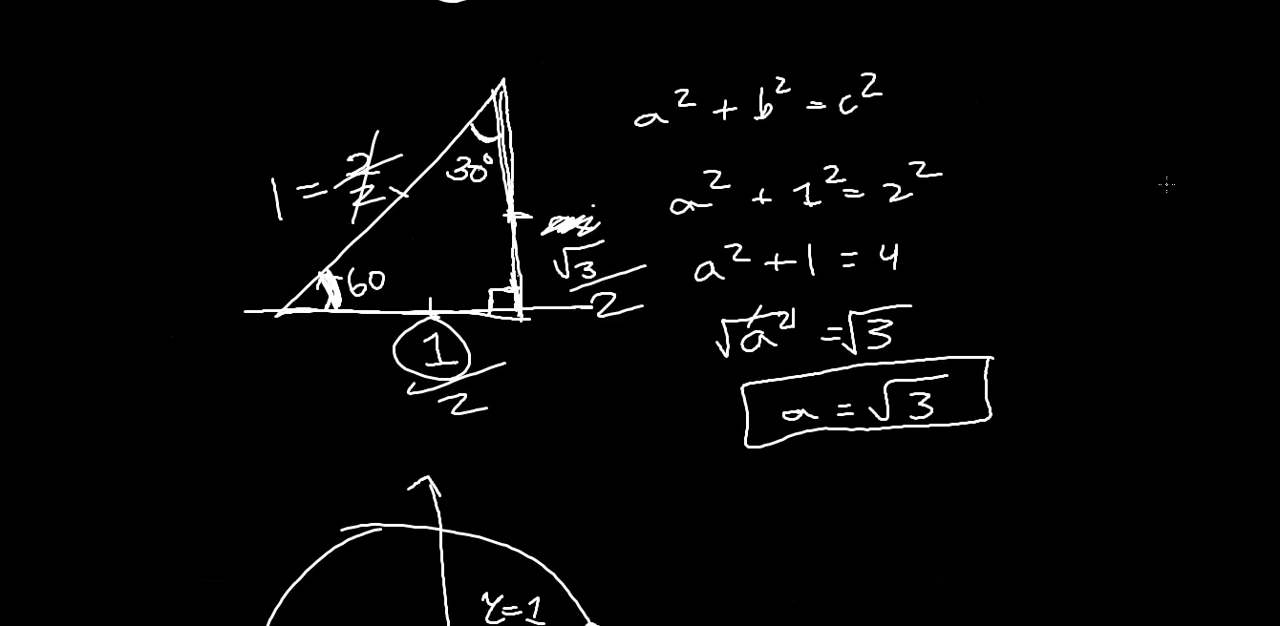 a² + b² = c²
30°
1 = 2/2
a² + 1² = 2²
√3/2
a² + 1 = 4
60
√a² = √3
1/2
a = √3
r=1